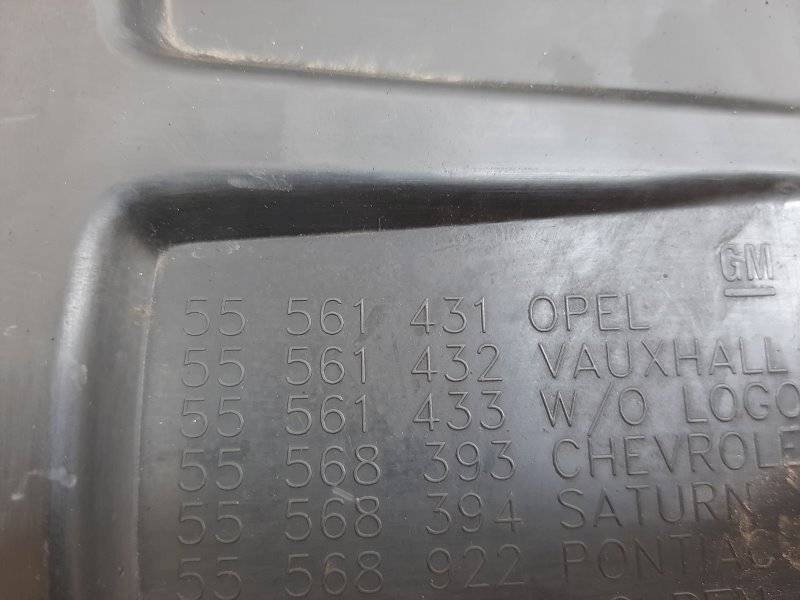 GM
55 561 431 OPEL
55 561 432 VAUXHALL
55 561 433 W/O LOGO
55 568 393 CHEVROLE
55 568 394 SATURN
55 568 922 PONTIAC